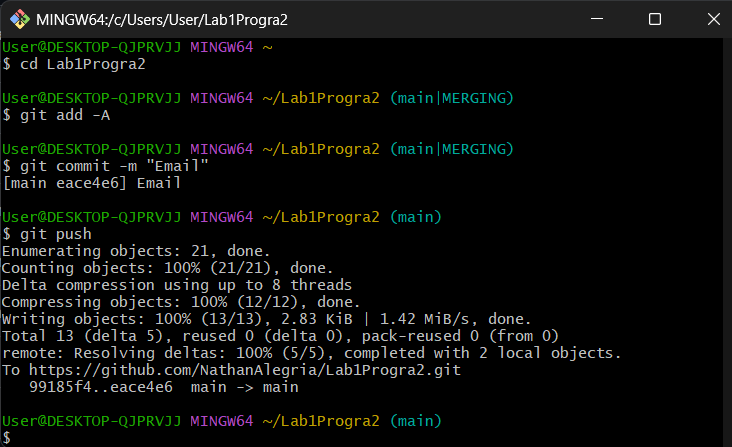 MINGW64:/c/Users/User/Lab1Progra2
User@DESKTOP-QJPRVJJ MINGW64 ~
$ cd Lab1Progra2
User@DESKTOP-QJPRVJJ MINGW64 ~/Lab1Progra2 (main|MERGING)
$ git add -A
User@DESKTOP-QJPRVJJ MINGW64 ~/Lab1Progra2 (main|MERGING)
$ git commit -m "Email"
[main eace4e6] Email
User@DESKTOP-QJPRVJJ MINGW64 ~/Lab1Progra2 (main)
$ git push
Enumerating objects: 21, done.
Counting objects: 100% (21/21), done.
Delta compression using up to 8 threads
Compressing objects: 100% (12/12), done.
Writing objects: 100% (13/13), 2.83 KiB | 1.42 MiB/s, done.
Total 13 (delta 5), reused 0 (delta 0), pack-reused 0 (from 0)
remote: Resolving deltas: 100% (5/5), completed with 2 local objects.
To https://github.com/NathanAlegria/Lab1Progra2.git
   99185f4..eace4e6  main -> main
User@DESKTOP-QJPRVJJ MINGW64 ~/Lab1Progra2 (main)
$